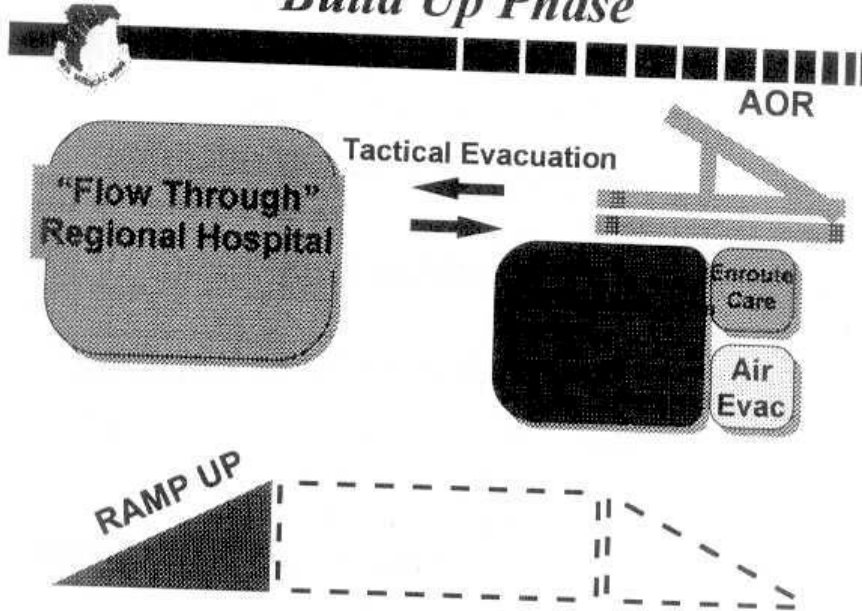 Build Up Phase
AOR
Tactical Evacuation
"Flow Through"
Regional Hospital
Enroute
Care
Air
Evac
RAMP UP